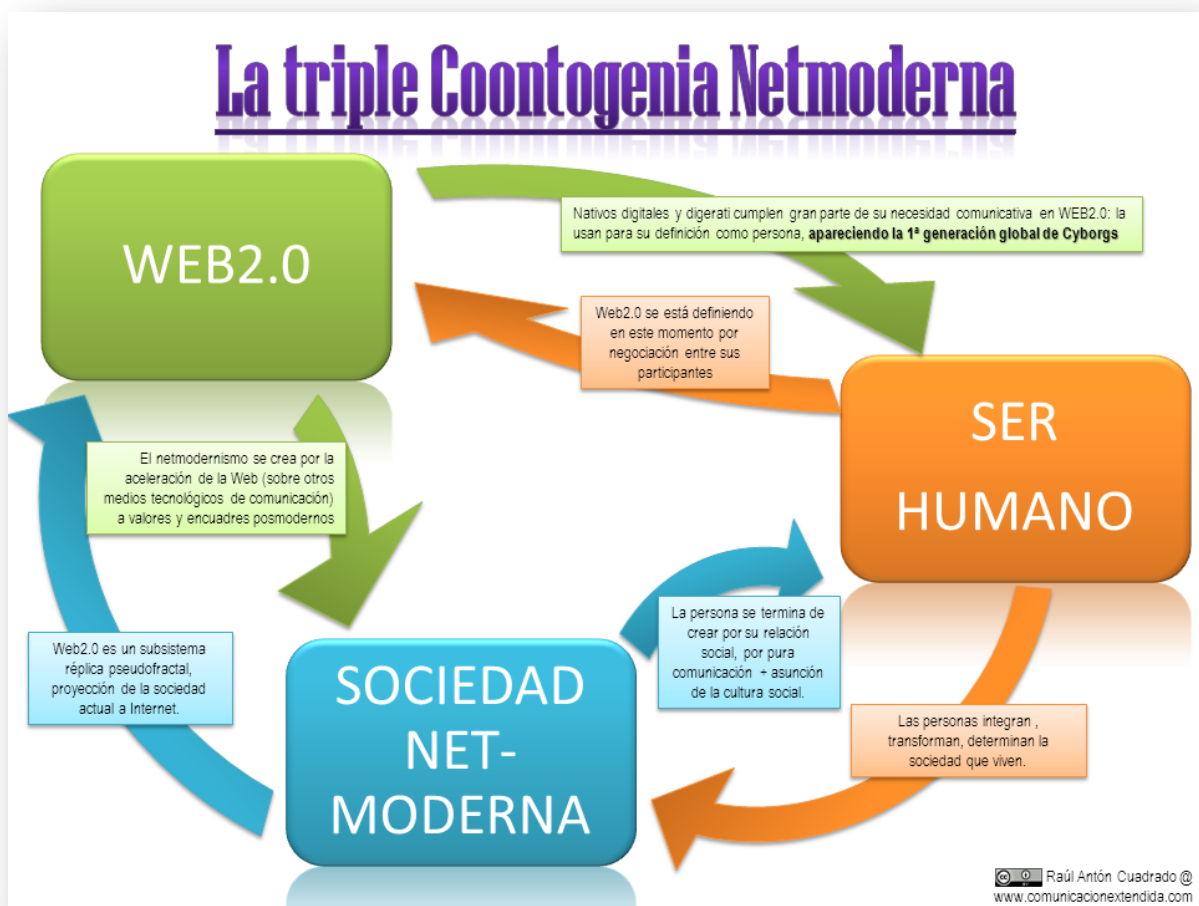 La triple Coontogenia Netmoderna
WEB2.0
Nativos digitales y digerati cumplen gran parte de su necesidad comunicativa en WEB2.0: la
usan para su definición como persona, apareciendo la 1ª generación global de Cyborgs
Web2.0 se está definiendo
en este momento por
negociación entre sus
participantes
SER
HUMANO
El netmodernismo se crea por la
aceleración de la Web (sobre otros
medios tecnológicos de comunicación)
a valores y encuadres posmodernos
La persona se termina de
crear por su relación
social, por pura
comunicación + asunción
de la cultura social.
Web2.0 es un subsistema
réplica pseudofractal,
proyección de la sociedad
actual a Internet.
SOCIEDAD
NET-
MODERNA
Las personas integran ,
transforman, determinan la
sociedad que viven.
cc BY Raúl Antón Cuadrado @
www.comunicacionextendida.com